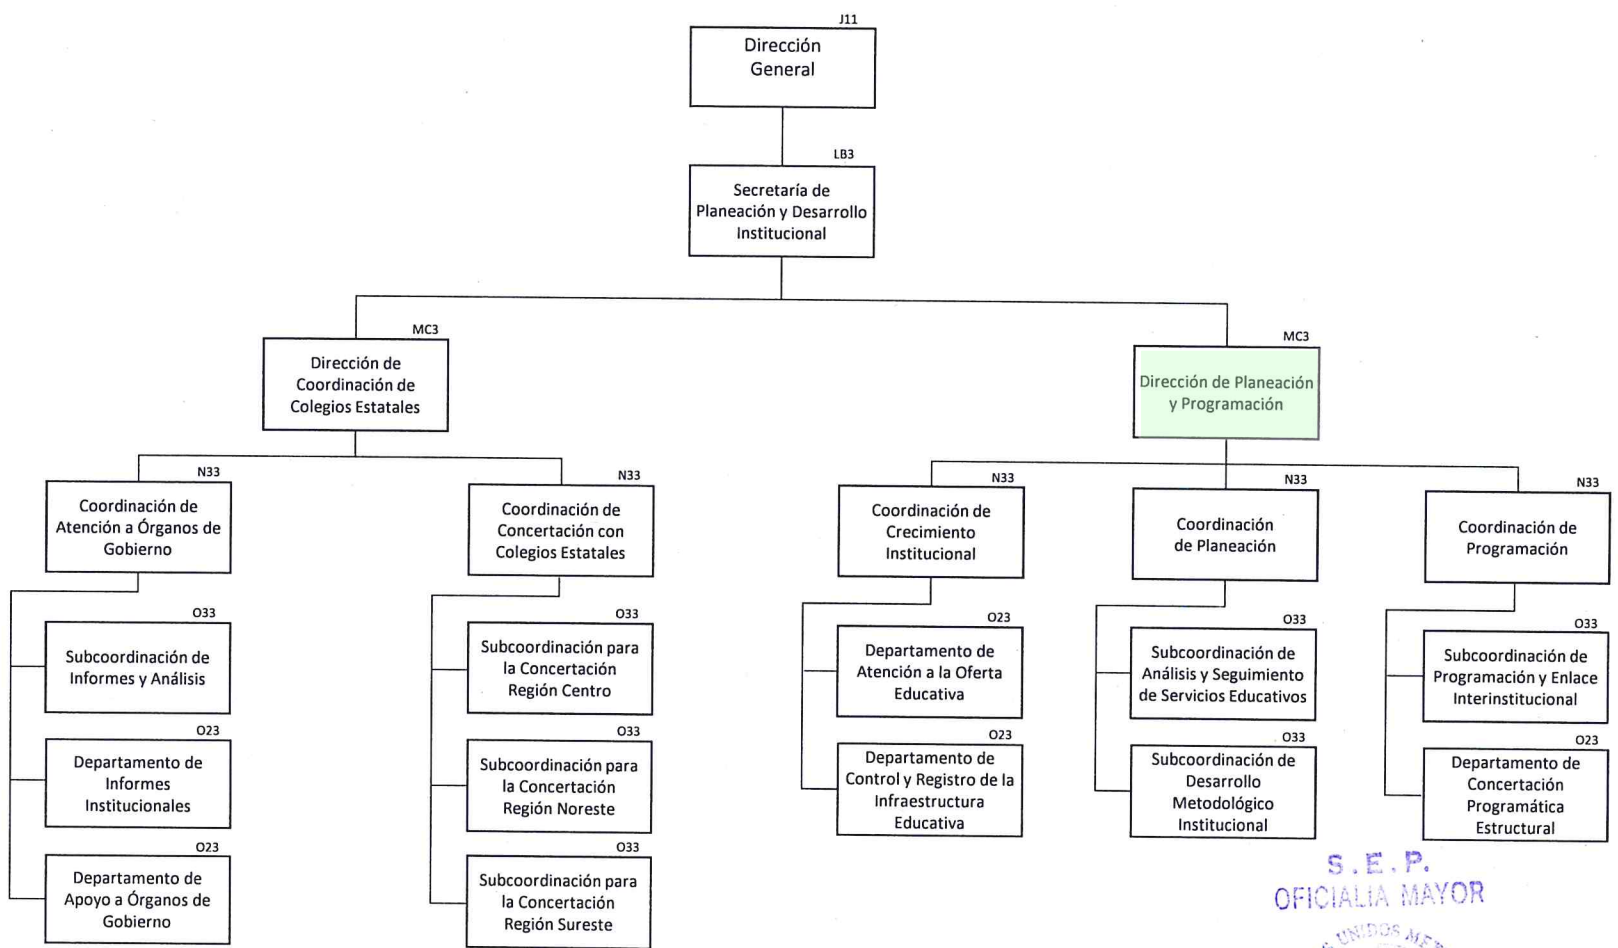 J11
Dirección
General
LB3
Secretaría de
Planeación y Desarrollo
Institucional
MC3
Dirección de
Coordinación de
Colegios Estatales
MC3
Dirección de Planeación
y Programación
N33
Coordinación de
Atención a Órganos de
Gobierno
N33
Coordinación de
Concertación con
Colegios Estatales
N33
Coordinación de
Crecimiento
Institucional
N33
Coordinación
de Planeación
N33
Coordinación de
Programación
O33
Subcoordinación de
Informes y Análisis
O23
Departamento de
Informes
Institucionales
O23
Departamento de
Apoyo a Órganos de
Gobierno
O33
Subcoordinación para
la Concertación
Región Centro
O33
Subcoordinación para
la Concertación
Región Noreste
O33
Subcoordinación para
la Concertación
Región Sureste
O23
Departamento de
Atención a la Oferta
Educativa
O23
Departamento de
Control y Registro de la
Infraestructura
Educativa
O33
Subcoordinación de
Análisis y Seguimiento
de Servicios Educativos
O33
Subcoordinación de
Desarrollo
Metodológico
Institucional
O33
Subcoordinación de
Programación y Enlace
Interinstitucional
O23
Departamento de
Concertación
Programática
Estructural
S.E.P.
OFICIALIA MAYOR
UNIDOS